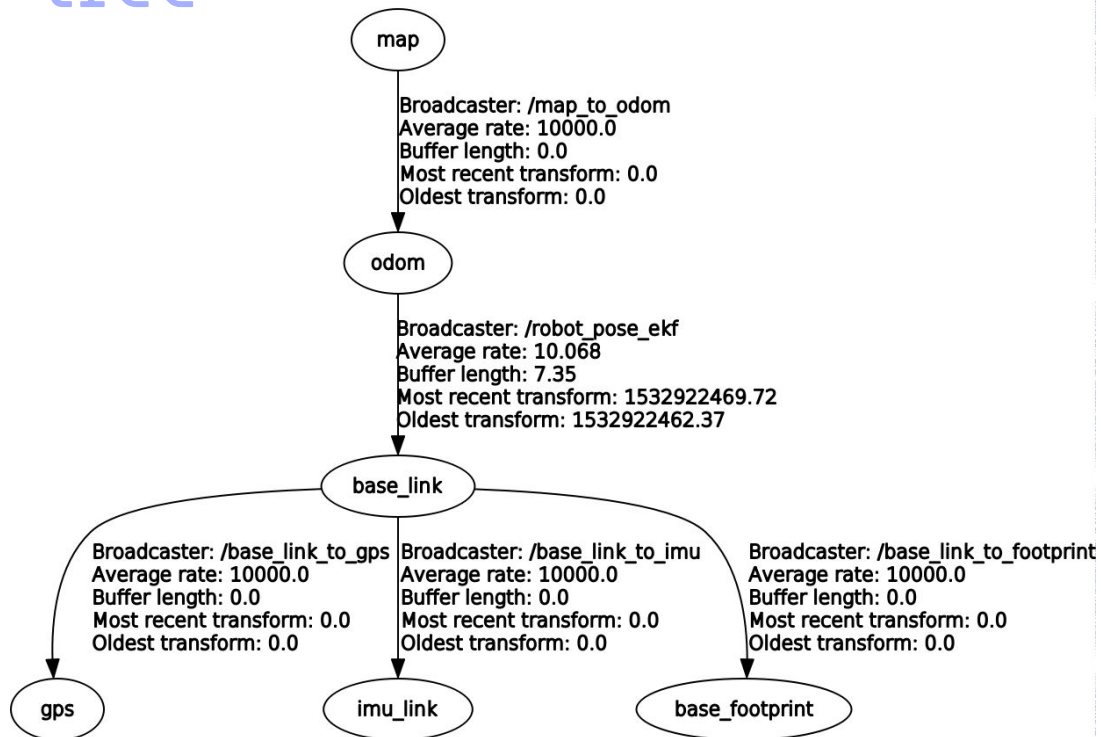 tree
map
Broadcaster: /map_to_odom
Average rate: 10000.0
Buffer length: 0.0
Most recent transform: 0.0
Oldest transform: 0.0
odom
Broadcaster: /robot_pose_ekf
Average rate: 10.068
Buffer length: 7.35
Most recent transform: 1532922469.72
Oldest transform: 1532922462.37
base_link
Broadcaster: /base_link_to_gps
Average rate: 10000.0
Buffer length: 0.0
Most recent transform: 0.0
Oldest transform: 0.0
Broadcaster: /base_link_to_imu
Average rate: 10000.0
Buffer length: 0.0
Most recent transform: 0.0
Oldest transform: 0.0
Broadcaster: /base_link_to_footprint
Average rate: 10000.0
Buffer length: 0.0
Most recent transform: 0.0
Oldest transform: 0.0
gps
imu_link
base_footprint